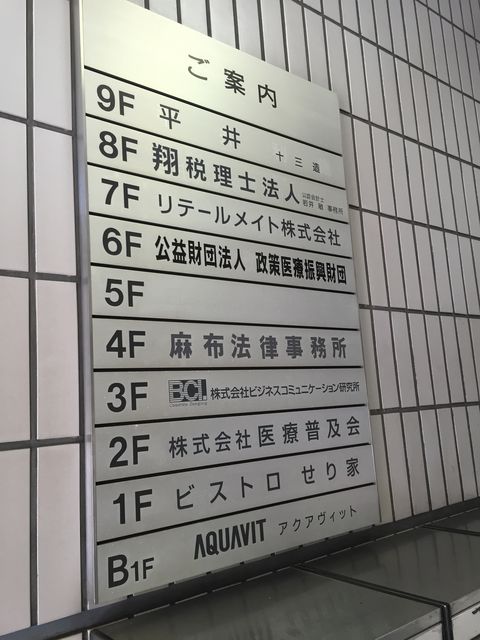 ご案内
9F 平井 十三造
8F 翔税理士法人 公認会計士 岩井 敏 事務所
7F リテールメイト株式会社
6F 公益財団法人 政策医療振興財団
5F
4F 麻布法律事務所
3F BCI. 株式会社ビジネスコミュニケーション研究所
2F 株式会社医療普及会
1F ビストロ せり家
B1F AQUAVIT アクアヴィット